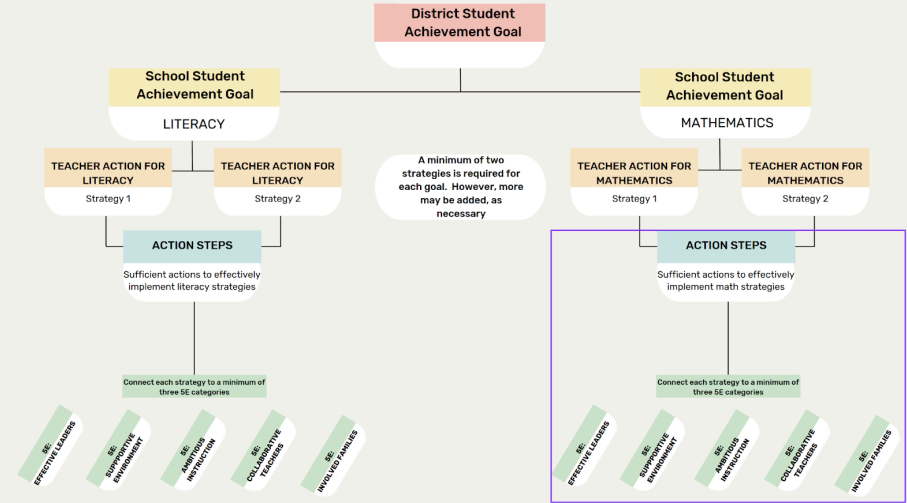 District Student
Achievement Goal
School Student
Achievement Goal
LITERACY
School Student
Achievement Goal
MATHEMATICS
TEACHER ACTION FOR
LITERACY
Strategy 1
TEACHER ACTION FOR
LITERACY
Strategy 2
A minimum of two
strategies is required for
each goal. However, more
may be added, as
necessary
TEACHER ACTION FOR
MATHEMATICS
Strategy 1
TEACHER ACTION FOR
MATHEMATICS
Strategy 2
ACTION STEPS
Sufficient actions to effectively
implement literacy strategies
ACTION STEPS
Sufficient actions to effectively
implement math strategies
Connect each strategy to a minimum of
three 5E categories
Connect each strategy to a minimum of
three 5E categories
5E:
EFFECTIVE LEADERS
5E:
SUPPPORTIVE
ENVIRONMENT
5E:
AMBITIOUS
INSTRUCTION
5E:
COLLABORATIVE
TEACHERS
5E:
INVOLVED FAMILIES
5E:
EFFECTIVE LEADERS
5E:
SUPPPORTIVE
ENVIRONMENT
5E:
AMBITIOUS
INSTRUCTION
5E:
COLLABORATIVE
TEACHERS
5E:
INVOLVED FAMILIES